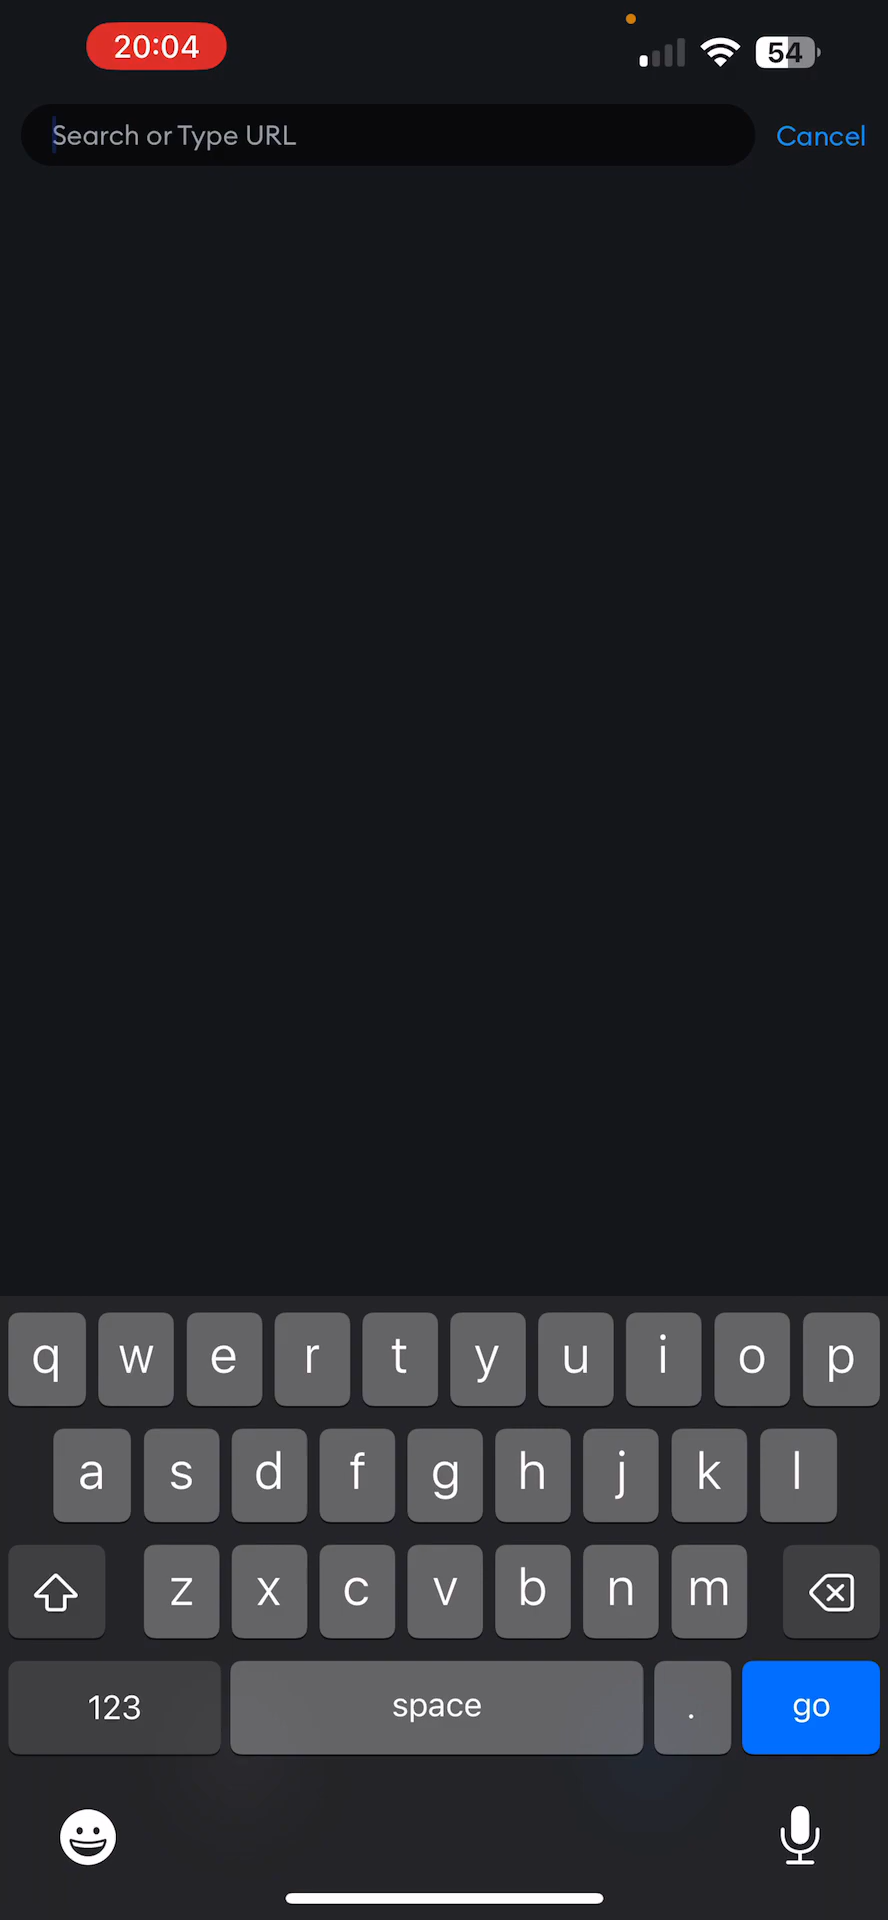 20:04
54
Search or Type URL
Cancel
q w e r t y u i o p
a s d f g h j k l
z x c v b n m
123 space . go